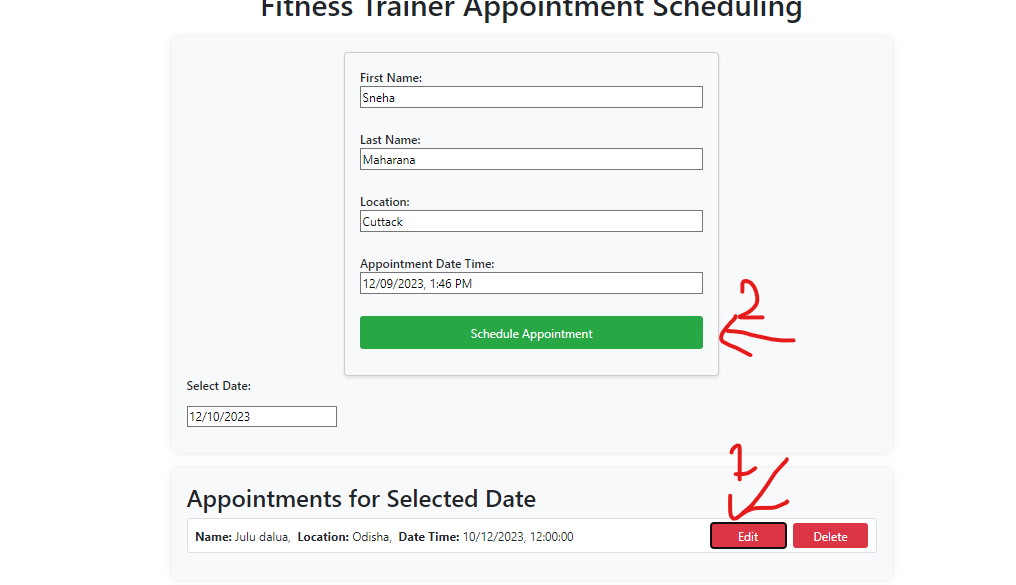 Fitness Trainer Appointment Scheduling
First Name:
Sneha
Last Name:
Maharana
Location:
Cuttack
Appointment Date Time:
12/09/2023, 1:46 PM
2
Schedule Appointment
Select Date:
12/10/2023
1
Appointments for Selected Date
Name: Julu dalua, Location: Odisha, Date Time: 10/12/2023, 12:00:00 Edit Delete